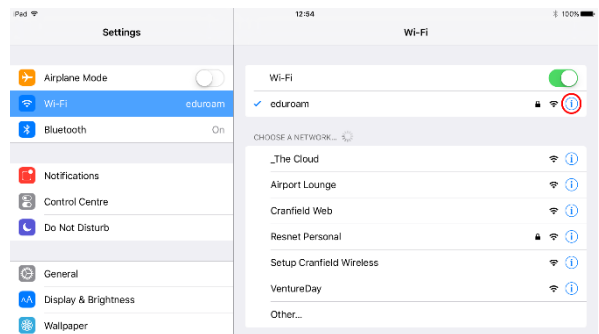 iPad 12:54 100%
Settings Wi-Fi
Airplane Mode
Wi-Fi eduroam
Bluetooth On
Notifications
Control Centre
Do Not Disturb
General
Display & Brightness
AA
Wallpaper
Wi-Fi
eduroam
CHOOSE A NETWORK...
_The Cloud
Airport Lounge
Cranfield Web
Resnet Personal
Setup Cranfield Wireless
VentureDay
Other...